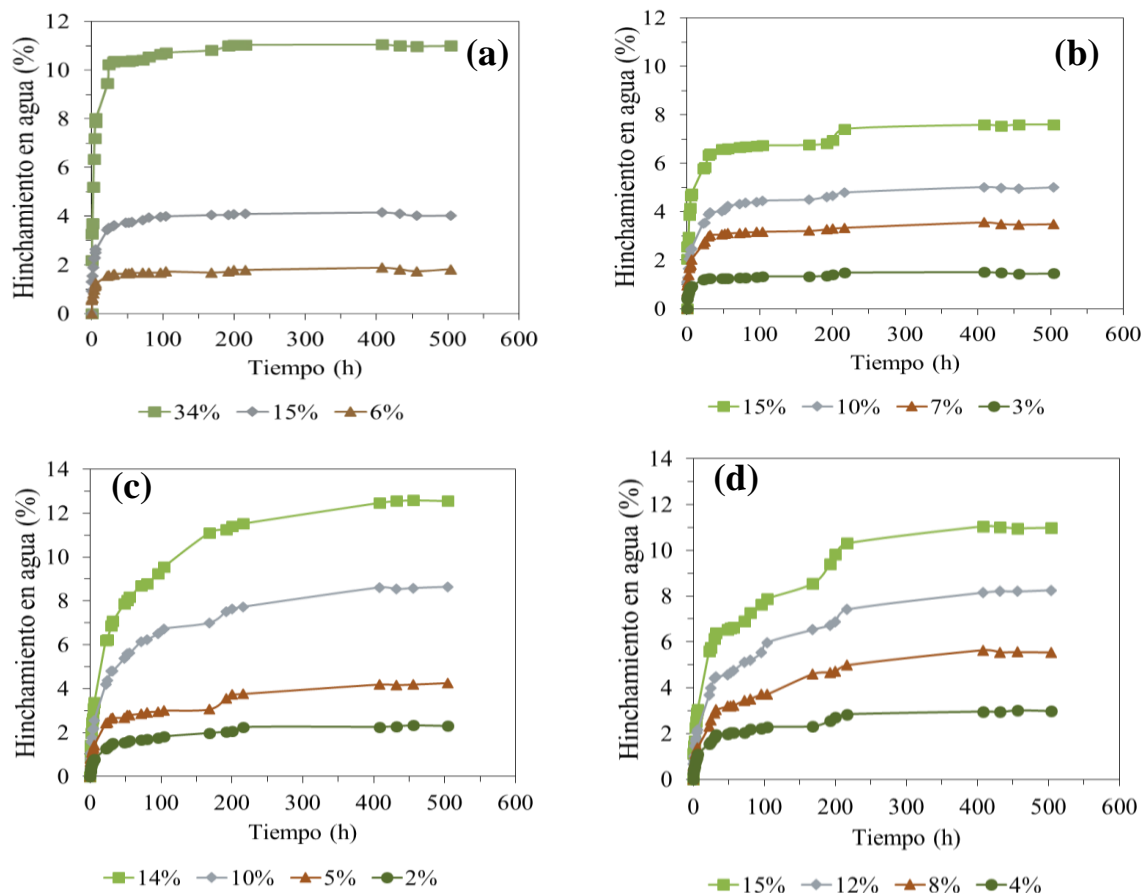 (a)
Hinchamiento en agua (%)
12
10
8
6
4
2
0
0 100 200 300 400 500 600
Tiempo (h)
34% 15% 6%
(b)
Hinchamiento en agua (%)
12
10
8
6
4
2
0
0 100 200 300 400 500 600
Tiempo (h)
15% 10% 7% 3%
(c)
Hinchamiento en agua (%)
14
12
10
8
6
4
2
0
0 100 200 300 400 500 600
Tiempo (h)
14% 10% 5% 2%
(d)
Hinchamiento en agua (%)
14
12
10
8
6
4
2
0
0 100 200 300 400 500 600
Tiempo (h)
15% 12% 8% 4%